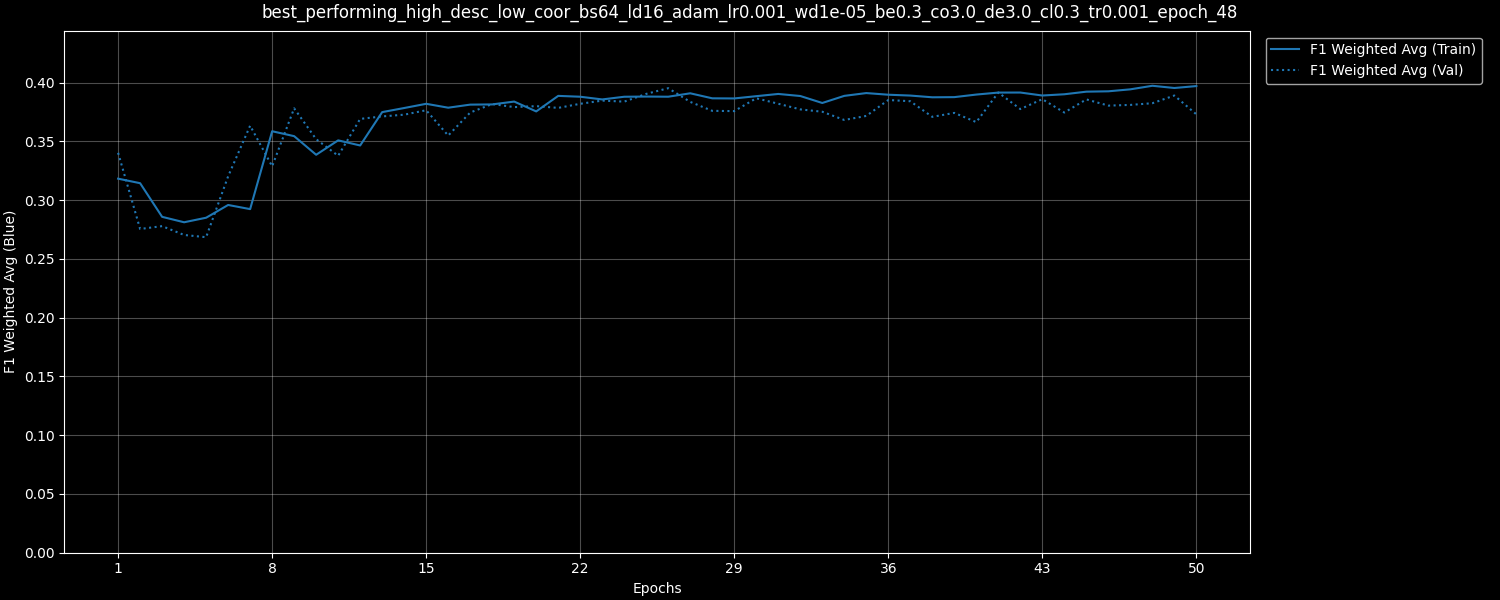 best_performing_high_desc_low_coor_bs64_ld16_adam_lr0.001_wd1e-05_be0.3_co3.0_de3.0_cl0.3_tr0.001_epoch_48
F1 Weighted Avg (Train)
F1 Weighted Avg (Val)
F1 Weighted Avg (Blue)
0.40
0.35
0.30
0.25
0.20
0.15
0.10
0.05
0.00
1 8 15 22 29 36 43 50
Epochs